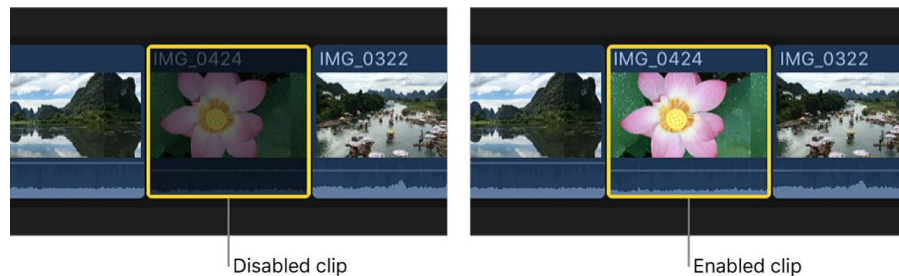 IMG_0424
IMG_0322
IMG_0424
IMG_0322
Disabled clip
Enabled clip